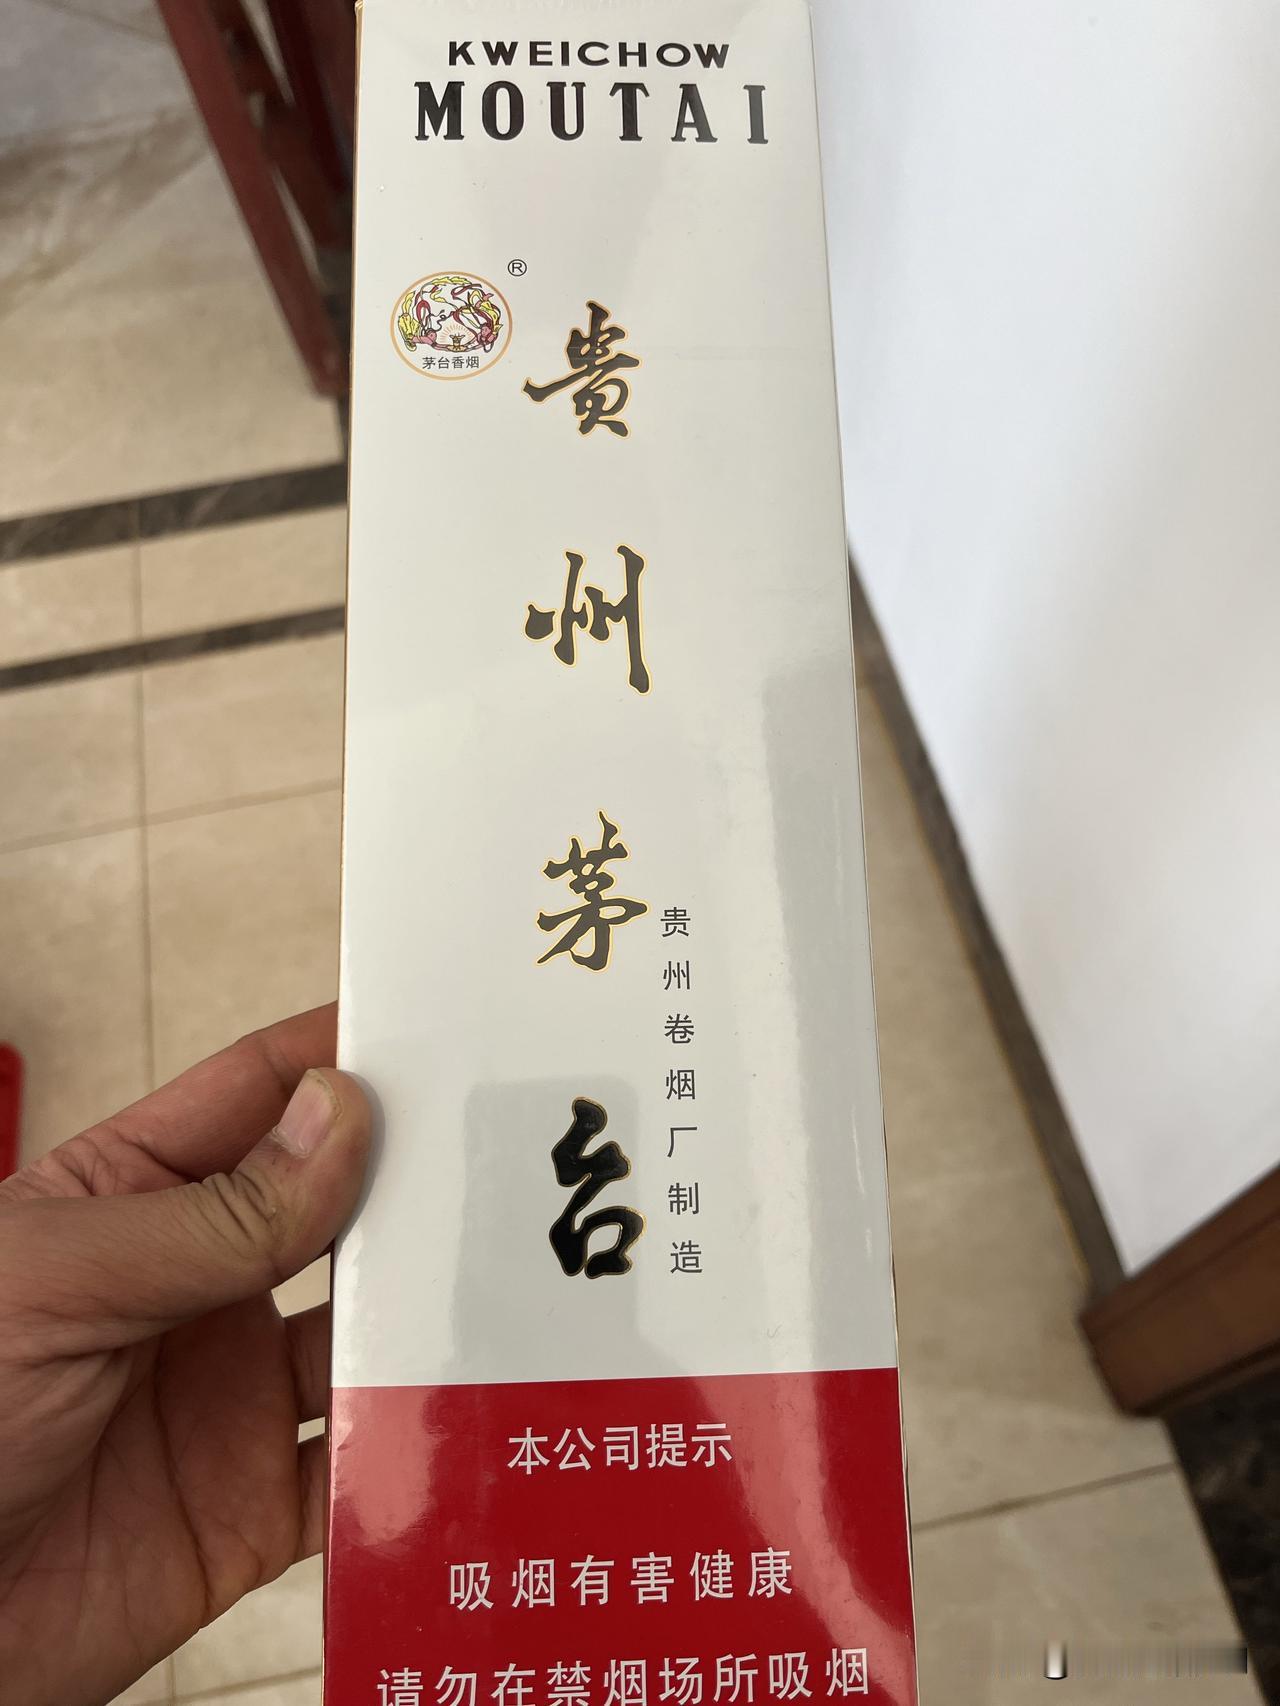 KWEICHOW
MOUTAI
®
茅台香烟
贵州茅台
贵州卷烟厂制造
本公司提示
吸烟有害健康
请勿在禁烟场所吸烟